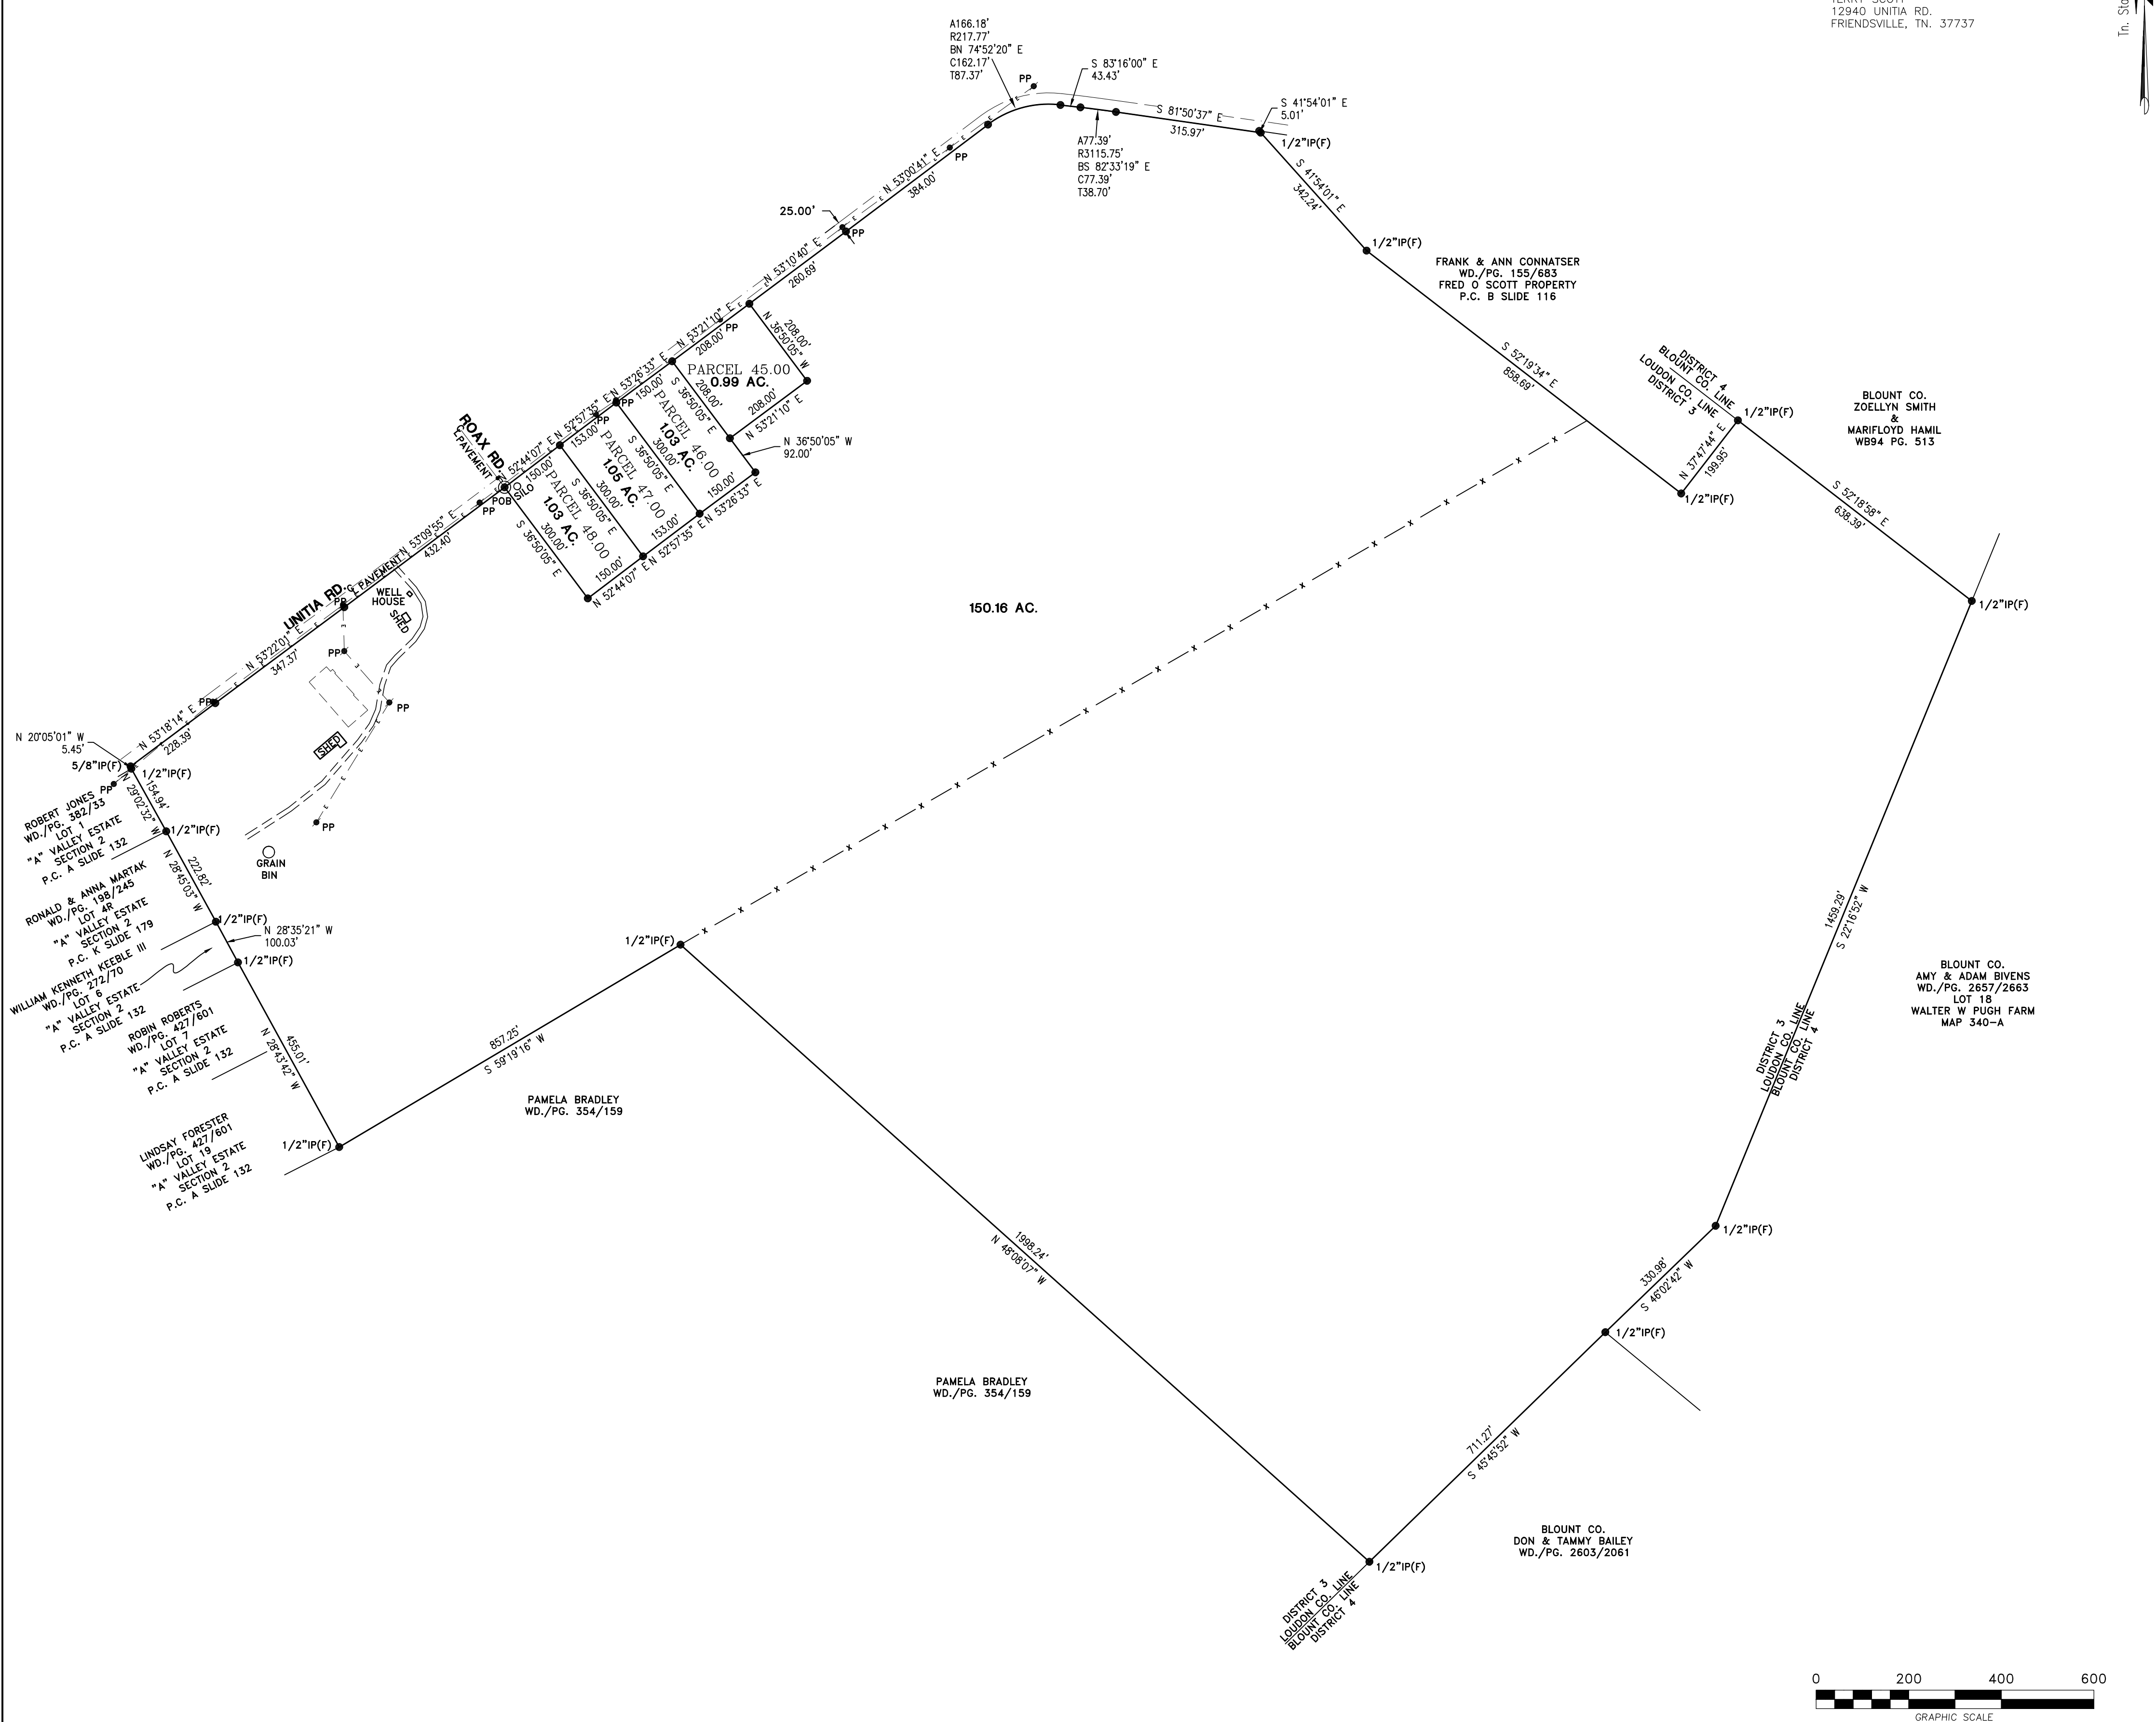 TERRY SCOTT
12940 UNITIA RD.
FRIENDSVILLE, TN. 37737
Tn. Sta
A166.18'
R217.77'
BN 74°52'20" E
C162.17'
T87.37'
PP
S 83°16'00" E
43.43'
S 81°50'37" E
315.97'
S 41°54'01" E
5.01'
1/2"IP(F)
A77.39'
R3115.75'
BS 82°33'19" E
C77.39'
T38.70'
PP
N 53°00'41" E
384.00'
S 41°54'01" E
342.24'
25.00'
PP
1/2"IP(F)
FRANK & ANN CONNATSER
WD./PG. 155/683
FRED O SCOTT PROPERTY
P.C. B SLIDE 116
N 53°10'40" E
260.69'
S 52°19'34" E
858.69'
DISTRICT 4
BLOUNT CO. LINE
LOUDON CO. LINE
DISTRICT 3
1/2"IP(F)
BLOUNT CO.
ZOELLYN SMITH
&
MARIFLOYD HAMIL
WB94 PG. 513
N 37°47'44" E
199.95'
1/2"IP(F)
S 52°18'58" E
638.39'
1/2"IP(F)
N 53°21'10" E
208.00'
PP
208.00'
N 36°50'05" W
PARCEL 45.00
0.99 AC.
208.00'
N 53°21'10" E
208.00'
S 36°50'05" E
N 36°50'05" W
92.00'
N 53°26'33" E
150.00'
PP
PARCEL 46.00
1.03 AC.
300.00'
S 36°50'05" E
150.00'
N 53°26'33" E
N 52°57'35" E
153.00'
PP
PARCEL 47.00
1.05 AC.
300.00'
S 36°50'05" E
153.00'
N 52°57'35" E
N 52°44'07" E
150.00'
PARCEL 48.00
1.03 AC.
300.00'
S 36°50'05" E
150.00'
N 52°44'07" E
ROAX RD.
℄ PAVEMENT
POB
SILO
PP
N 53°09'55" E
432.40'
150.16 AC.
UNITIA RD.
℄ PAVEMENT
PP
WELL
HOUSE
SHED
N 53°22'01" E
347.37'
PP
PP
PP
SHED
N 53°18'14" E
228.39'
N 20°05'01" W
5.45'
5/8"IP(F)
1/2"IP(F)
PP
PP
GRAIN
BIN
ROBERT JONES
WD./PG. 382/33
LOT 1
"A" VALLEY ESTATE
SECTION 2
P.C. A SLIDE 132
154.94'
N 29°02'32" W
1/2"IP(F)
RONALD & ANNA MARTAK
WD./PG. 198/245
LOT 4R
"A" VALLEY ESTATE
SECTION 2
P.C. K SLIDE 179
222.82'
N 28°45'03" W
1/2"IP(F)
N 28°35'21" W
100.03'
1/2"IP(F)
WILLIAM KENNETH KEEBLE III
WD./PG. 272/70
LOT 6
"A" VALLEY ESTATE
SECTION 2
P.C. A SLIDE 132
ROBIN ROBERTS
WD./PG. 427/601
LOT 7
"A" VALLEY ESTATE
SECTION 2
P.C. A SLIDE 132
455.01'
N 28°43'42" W
LINDSAY FORESTER
WD./PG. 427/601
LOT 19
"A" VALLEY ESTATE
SECTION 2
P.C. A SLIDE 132
1/2"IP(F)
857.25'
S 59°19'16" W
1/2"IP(F)
PAMELA BRADLEY
WD./PG. 354/159
1998.24'
N 48°08'07" W
PAMELA BRADLEY
WD./PG. 354/159
1459.29'
S 22°16'52" W
BLOUNT CO.
AMY & ADAM BIVENS
WD./PG. 2657/2663
LOT 18
WALTER W PUGH FARM
MAP 340-A
DISTRICT 3
LOUDON CO. LINE
BLOUNT CO. LINE
DISTRICT 4
1/2"IP(F)
330.98'
S 46°02'42" W
1/2"IP(F)
711.27'
S 45°45'52" W
BLOUNT CO.
DON & TAMMY BAILEY
WD./PG. 2603/2061
1/2"IP(F)
DISTRICT 3
LOUDON CO. LINE
BLOUNT CO. LINE
DISTRICT 4
0 200 400 600
GRAPHIC SCALE